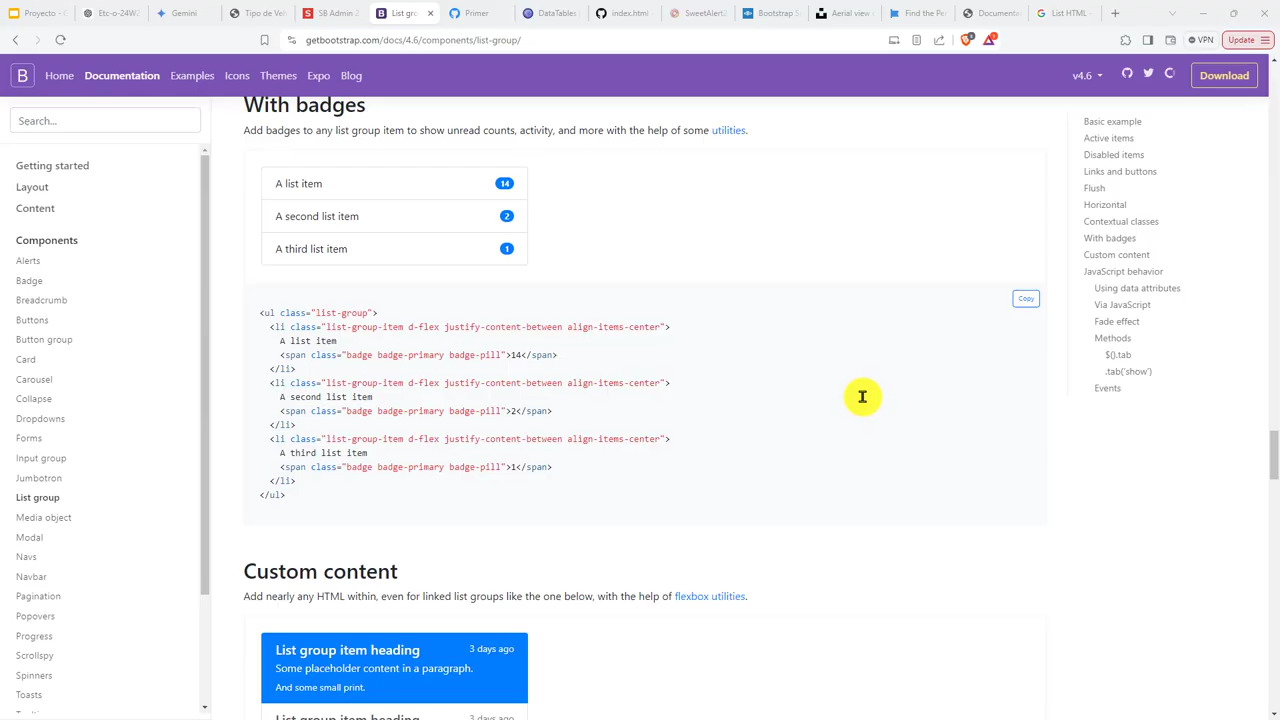 Proyecto - C
Etc-o-24W
Gemini
Tipo de Vei
SB Admin 2
List gro
Primer
DataTables
index.html
SweetAlert
Bootstrap S
Aerial view
Find the Pe
Documenta
List HTML
getbootstrap.com/docs/4.6/components/list-group/
VPN
Update
B
Home
Documentation
Examples
Icons
Themes
Expo
Blog
v4.6
Download
Search...
Getting started
Layout
Content
Components
Alerts
Badge
Breadcrumb
Buttons
Button group
Card
Carousel
Collapse
Dropdowns
Forms
Input group
Jumbotron
List group
Media object
Modal
Navs
Navbar
Pagination
Popovers
Progress
Scrollspy
Spinners
Toasts
With badges
Add badges to any list group item to show unread counts, activity, and more with the help of some utilities.
A list item 14
A second list item 2
A third list item 1
Copy
<ul class="list-group">
<li class="list-group-item d-flex justify-content-between align-items-center">
A list item
<span class="badge badge-primary badge-pill">14</span>
</li>
<li class="list-group-item d-flex justify-content-between align-items-center">
A second list item
<span class="badge badge-primary badge-pill">2</span>
</li>
<li class="list-group-item d-flex justify-content-between align-items-center">
A third list item
<span class="badge badge-primary badge-pill">1</span>
</li>
</ul>
Custom content
Add nearly any HTML within, even for linked list groups like the one below, with the help of flexbox utilities.
List group item heading 3 days ago
Some placeholder content in a paragraph.
And some small print.
List group item heading 3 days ago
Basic example
Active items
Disabled items
Links and buttons
Flush
Horizontal
Contextual classes
With badges
Custom content
JavaScript behavior
Using data attributes
Via JavaScript
Fade effect
Methods
$().tab
.tab('show')
Events